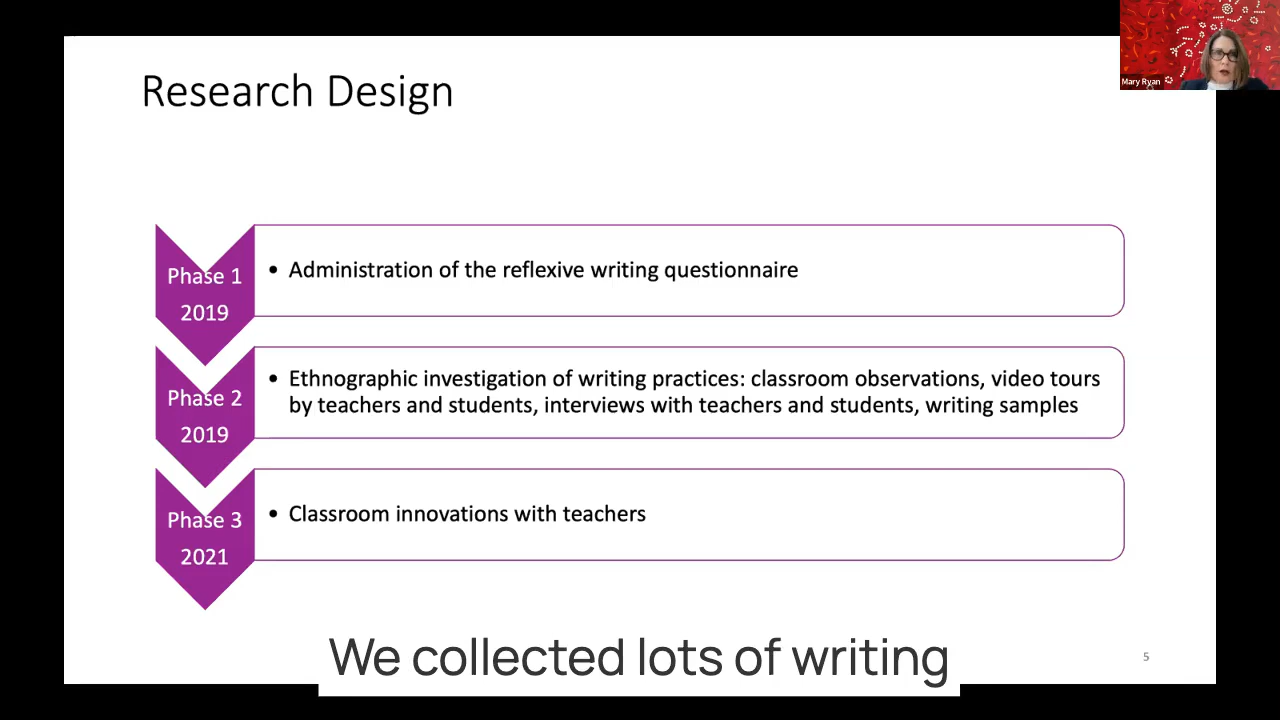 Research Design
Mary Ryan
Phase 1
2019
• Administration of the reflexive writing questionnaire
Phase 2
2019
• Ethnographic investigation of writing practices: classroom observations, video tours
by teachers and students, interviews with teachers and students, writing samples
Phase 3
2021
• Classroom innovations with teachers
We collected lots of writing
5